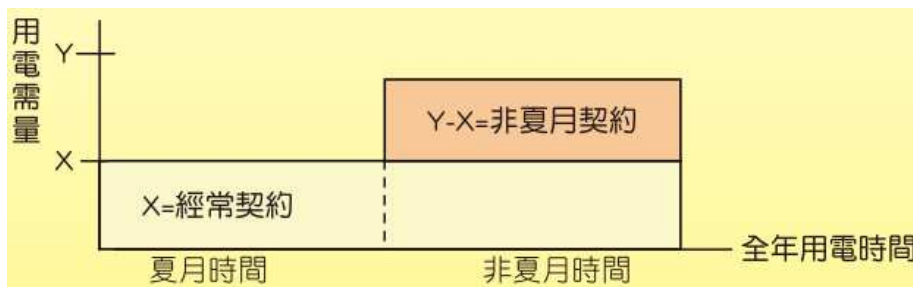 用電需量
Y
Y-X=非夏月契約
X
X=經常契約
全年用電時間
夏月時間
非夏月時間